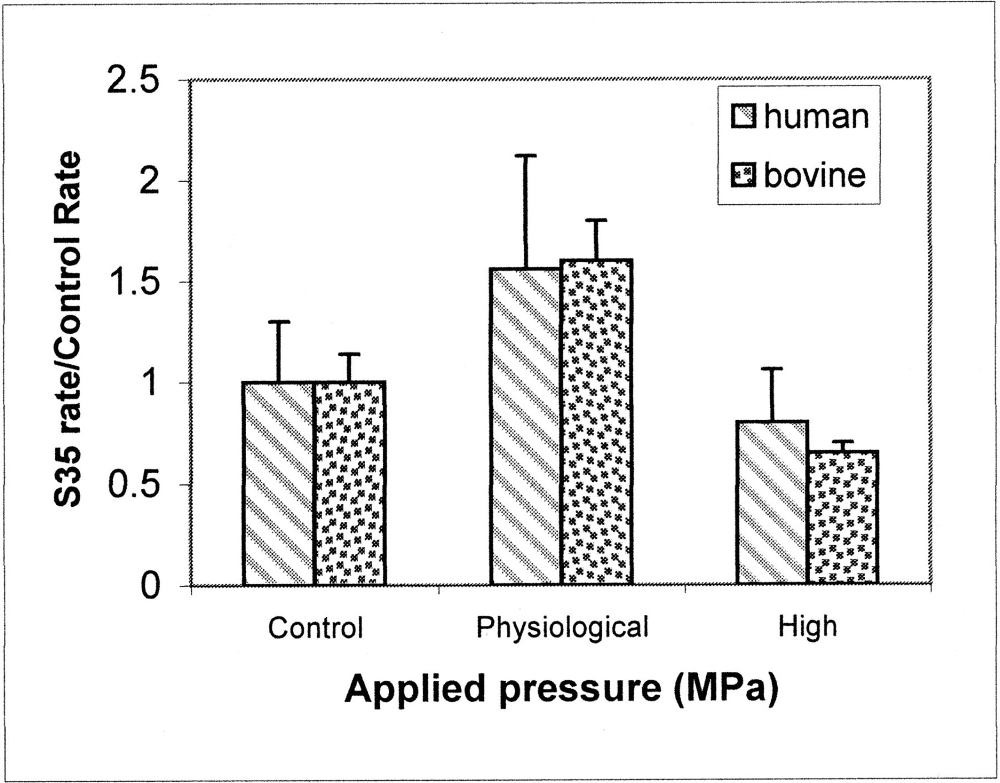 2.5
2
1.5
1
0.5
0
S35 rate/Control Rate
human
bovine
Control
Physiological
High
Applied pressure (MPa)